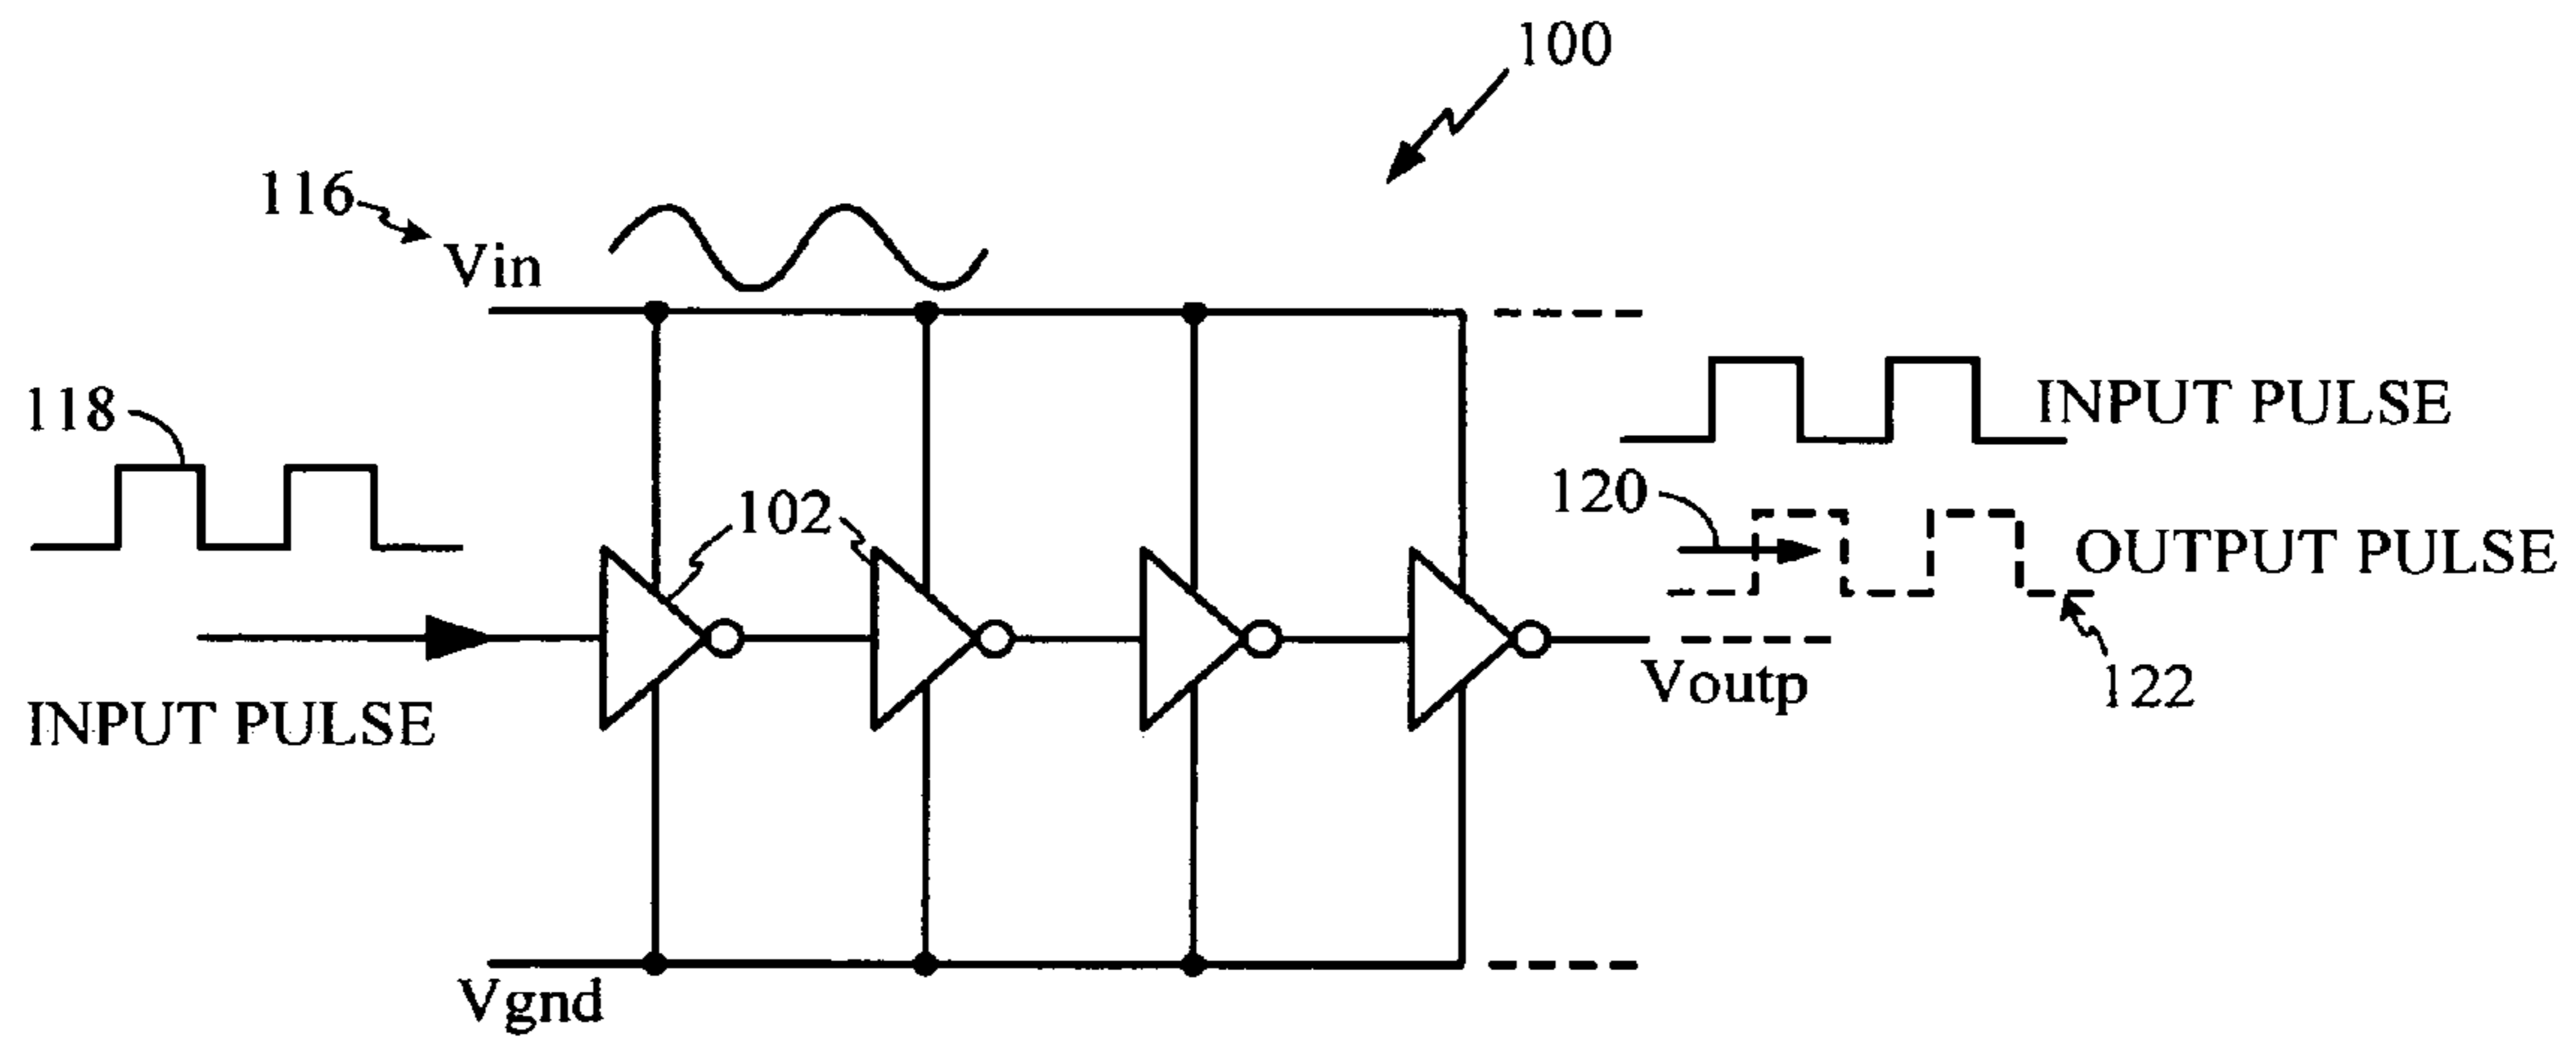 100
116
Vin
118
INPUT PULSE
102
120
OUTPUT PULSE
INPUT PULSE
Voutp
122
Vgnd